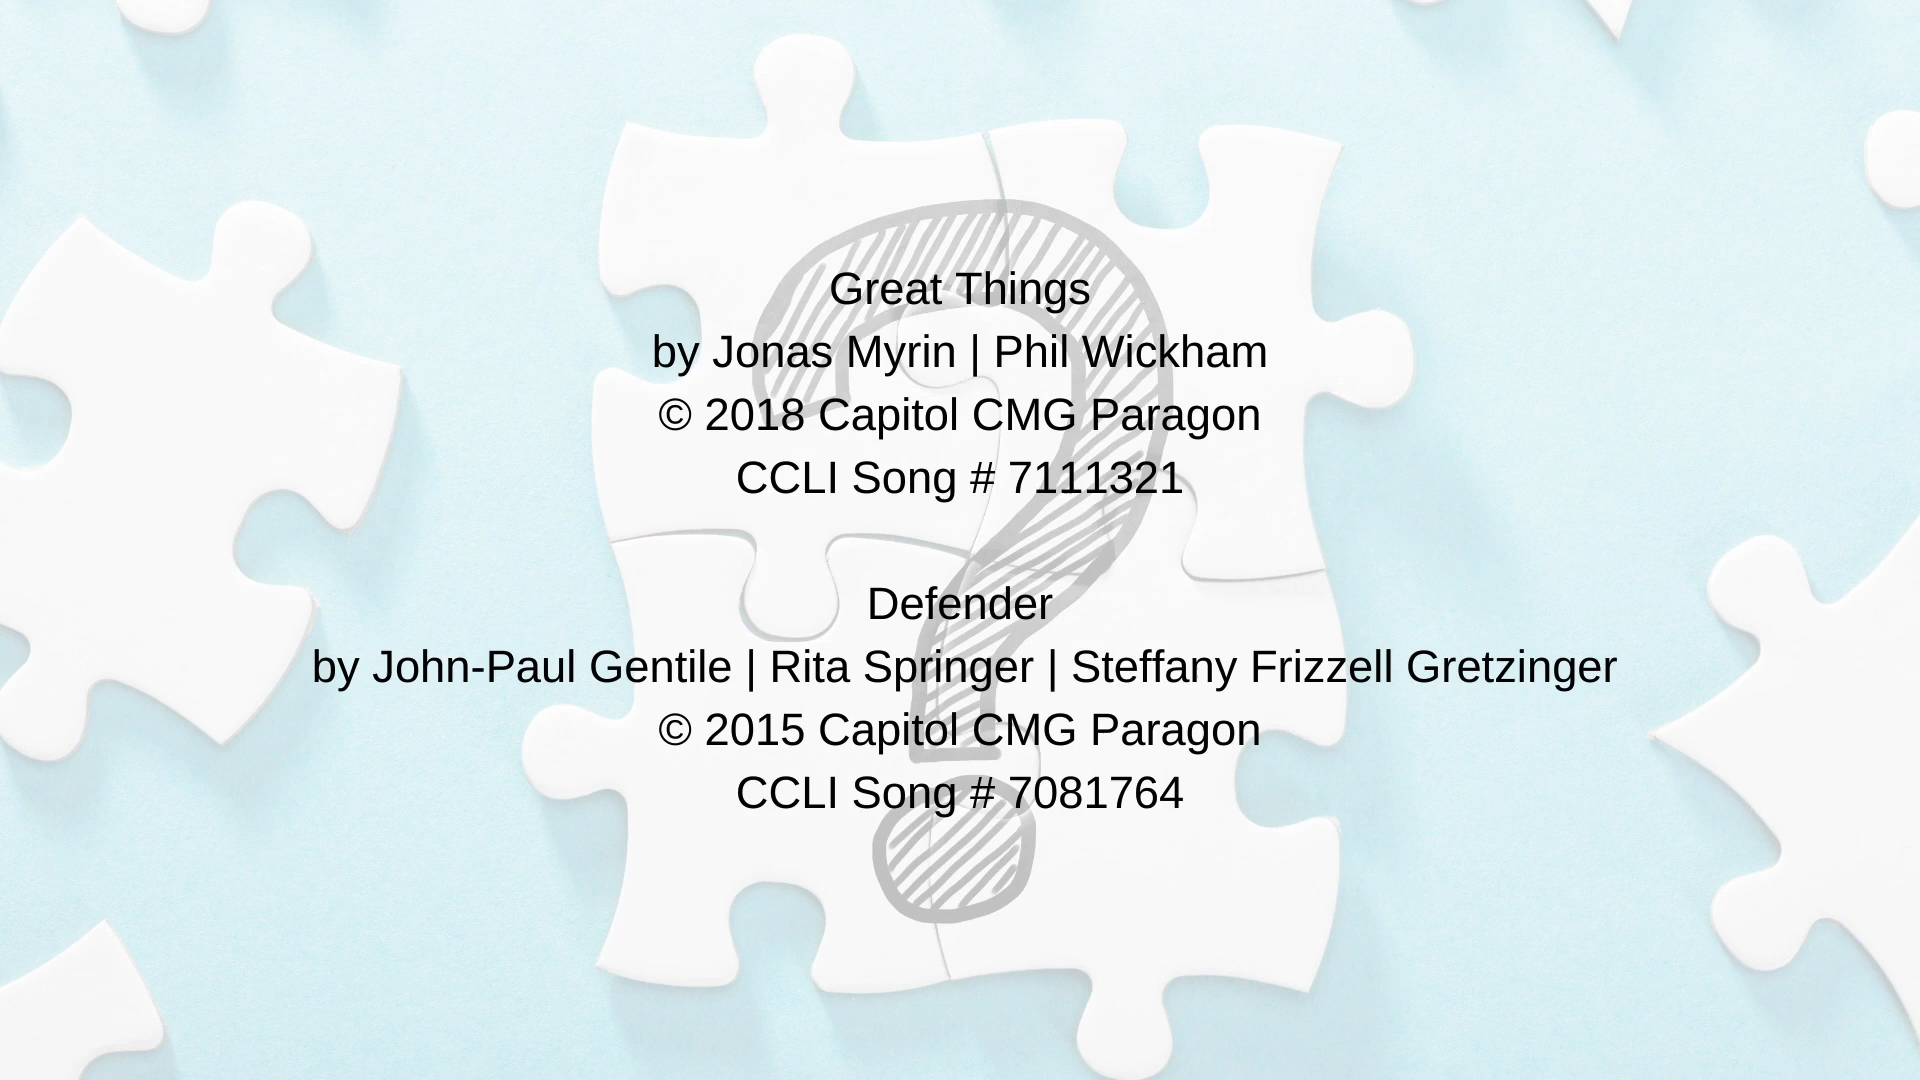 Great Things
by Jonas Myrin | Phil Wickham
© 2018 Capitol CMG Paragon
CCLI Song # 7111321
Defender
by John-Paul Gentile | Rita Springer | Steffany Frizzell Gretzinger
© 2015 Capitol CMG Paragon
CCLI Song # 7081764